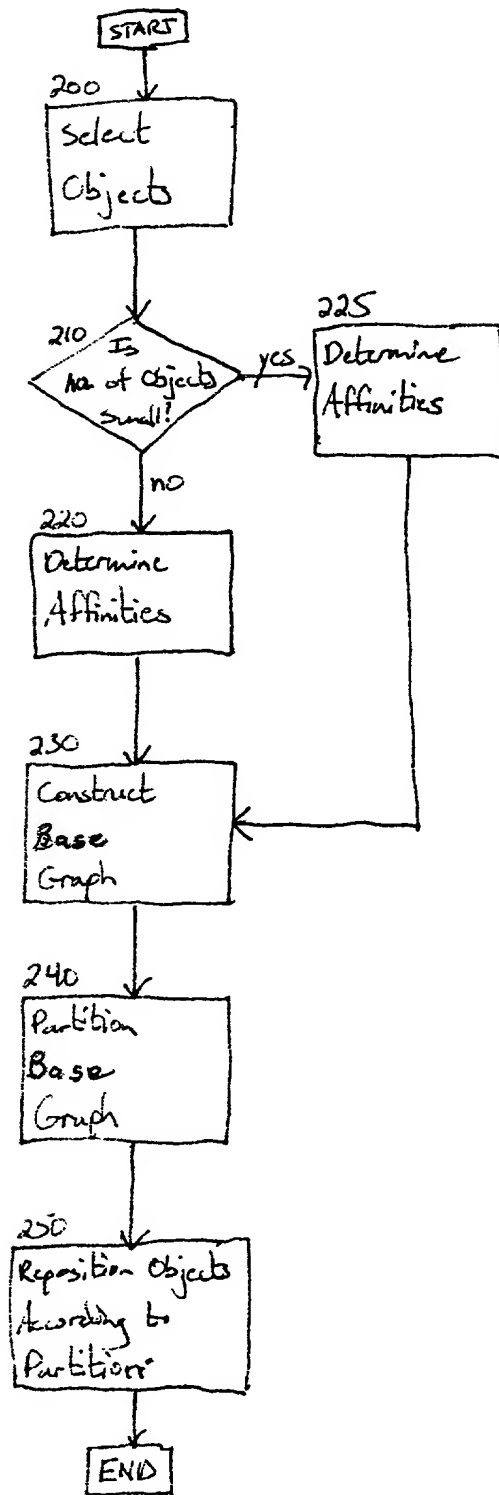 START
200
Select
Objects
210
Is
no. of Objects
small?
yes
225
Determine
Affinities
no
220
Determine
Affinities
230
Construct
Base
Graph
240
Partition
Base
Graph
250
Reposition Objects
According to
Partition
END